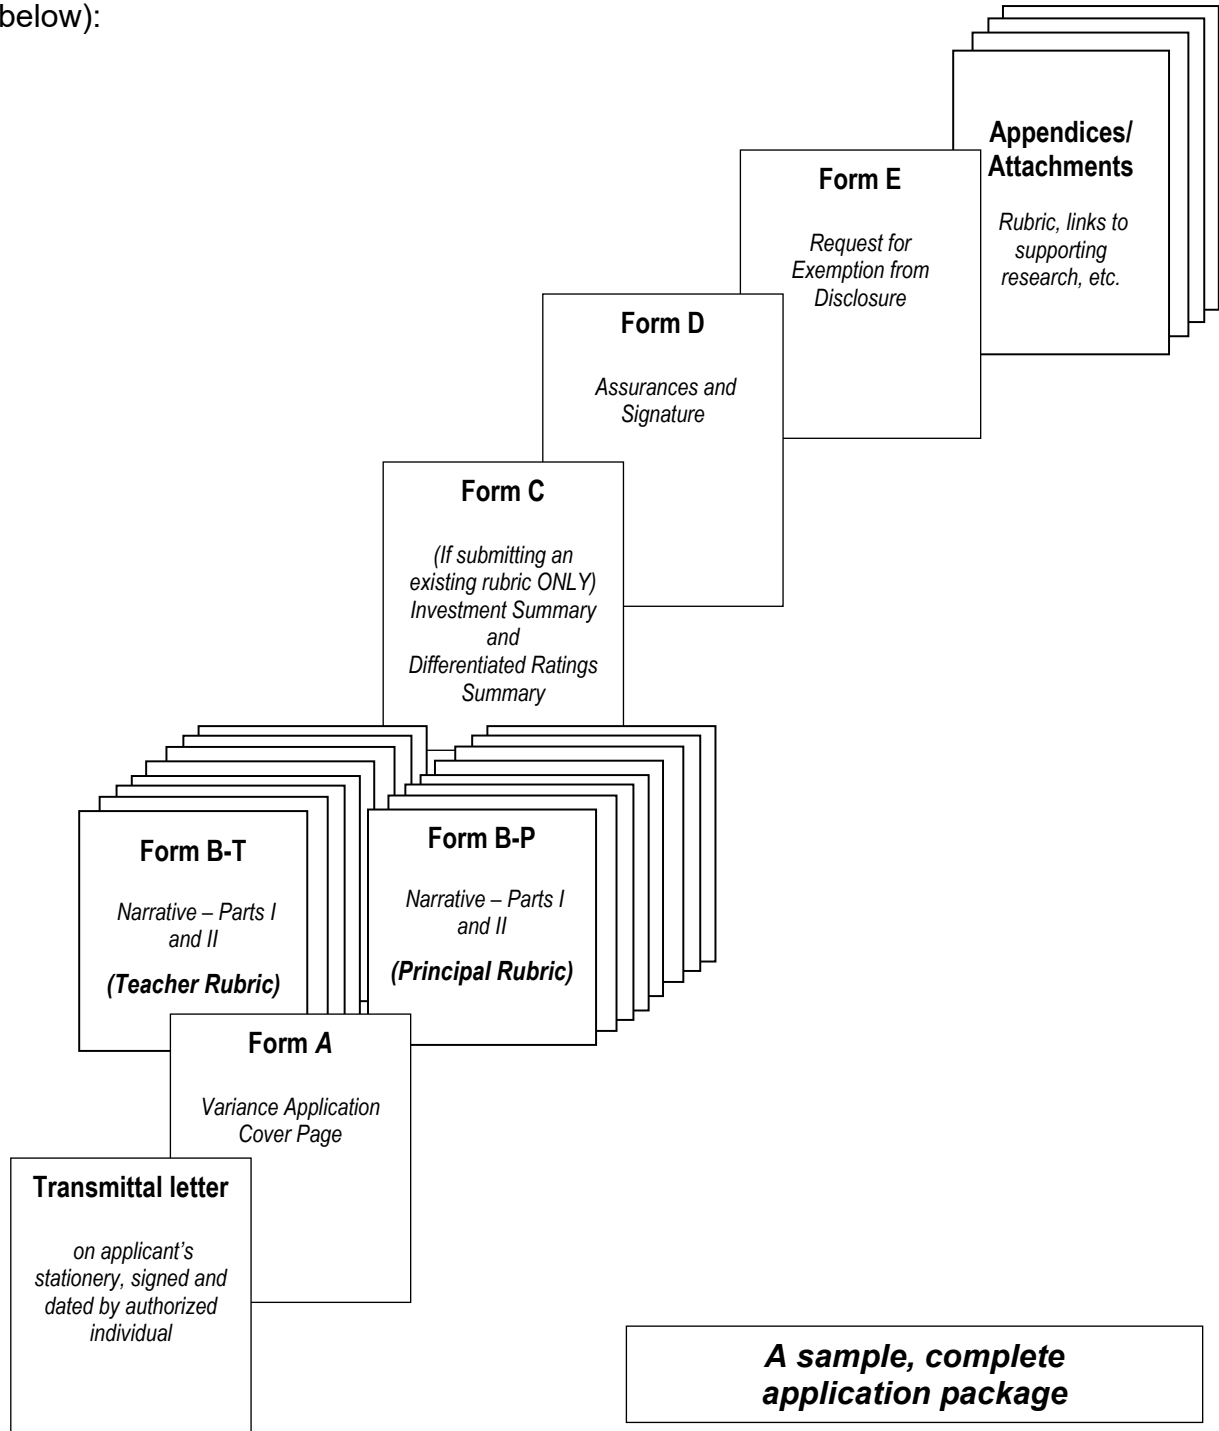 below):
Appendices/
Attachments
Rubric, links to
supporting
research, etc.
Form E
Request for
Exemption from
Disclosure
Form D
Assurances and
Signature
Form C
(If submitting an
existing rubric ONLY)
Investment Summary
and
Differentiated Ratings
Summary
Form B-T
Narrative – Parts I
and II
(Teacher Rubric)
Form B-P
Narrative – Parts I
and II
(Principal Rubric)
Form A
Variance Application
Cover Page
Transmittal letter
on applicant’s
stationery, signed and
dated by authorized
individual
A sample, complete
application package